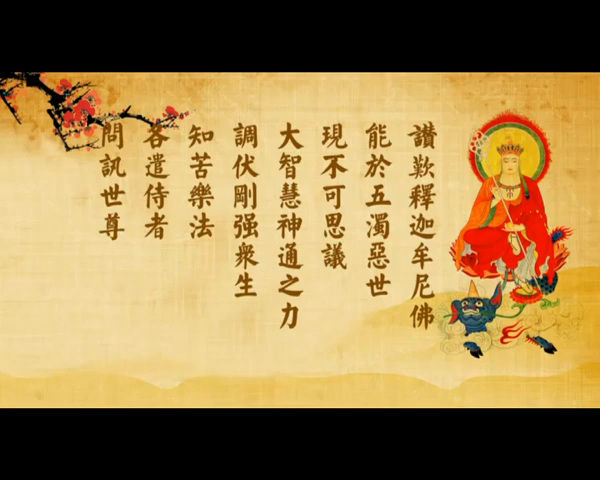 讚歎釋迦牟尼佛
能於五濁惡世
現不可思議
大智慧神通之力
調伏剛强衆生
知苦樂法
各遣侍者
問訊世尊